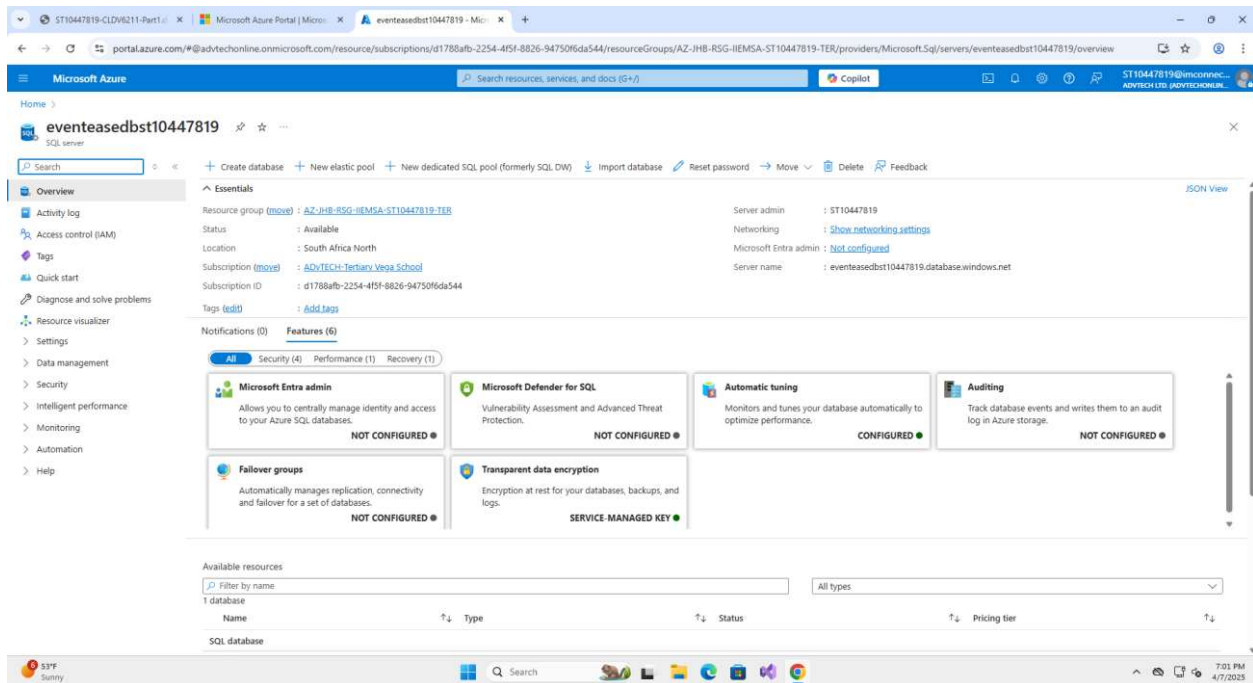 ST10447819-CLDV6211-Part1.d
Microsoft Azure Portal | Micros
eventeasedbst10447819 - Mic
portal.azure.com/#@advtechonline.onmicrosoft.com/resource/subscriptions/d1788afb-2254-4f5f-8826-94750f6da544/resourceGroups/AZ-JHB-RSG-IIEMSA-ST10447819-TER/providers/Microsoft.Sql/servers/eventeasedbst10447819/overview
Microsoft Azure
Search resources, services, and docs (G+/)
Copilot
ST10447819@imconnec...
ADVTECH LTD. (ADVTECHONLIN...
Home >
eventeasedbst10447819
SQL
SQL server
Search
Create database
New elastic pool
New dedicated SQL pool (formerly SQL DW)
Import database
Reset password
Move
Delete
Feedback
Overview
Activity log
Access control (IAM)
Tags
Quick start
Diagnose and solve problems
Resource visualizer
Settings
Data management
Security
Intelligent performance
Monitoring
Automation
Help
Essentials
JSON View
Resource group (move) : AZ-JHB-RSG-IIEMSA-ST10447819-TER
Status : Available
Location : South Africa North
Subscription (move) : ADvTECH-Tertiary Vega School
Subscription ID : d1788afb-2254-4f5f-8826-94750f6da544
Tags (edit) : Add tags
Server admin : ST10447819
Networking : Show networking settings
Microsoft Entra admin : Not configured
Server name : eventeasedbst10447819.database.windows.net
Notifications (0)
Features (6)
All
Security (4)
Performance (1)
Recovery (1)
Microsoft Entra admin
Allows you to centrally manage identity and access
to your Azure SQL databases.
NOT CONFIGURED
Microsoft Defender for SQL
Vulnerability Assessment and Advanced Threat
Protection.
NOT CONFIGURED
Automatic tuning
Monitors and tunes your database automatically to
optimize performance.
CONFIGURED
Auditing
Track database events and writes them to an audit
log in Azure storage.
NOT CONFIGURED
Failover groups
Automatically manages replication, connectivity
and failover for a set of databases.
NOT CONFIGURED
Transparent data encryption
Encryption at rest for your databases, backups, and
logs.
SERVICE-MANAGED KEY
Available resources
Filter by name
All types
1 database
Name
Type
Status
Pricing tier
SQL database
6
53°F
Sunny
Search
7:01 PM
4/7/2025